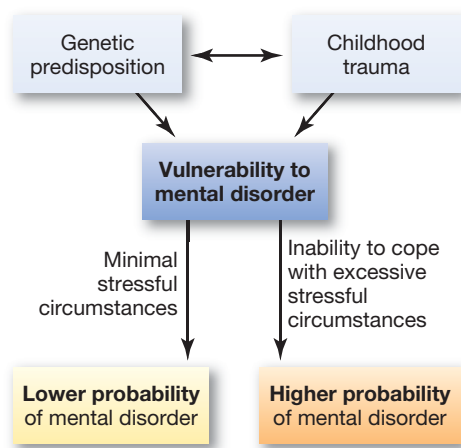 Genetic
predisposition
Childhood
trauma
Vulnerability to
mental disorder
Minimal
stressful
circumstances
Inability to cope
with excessive
stressful
circumstances
Lower probability
of mental disorder
Higher probability
of mental disorder